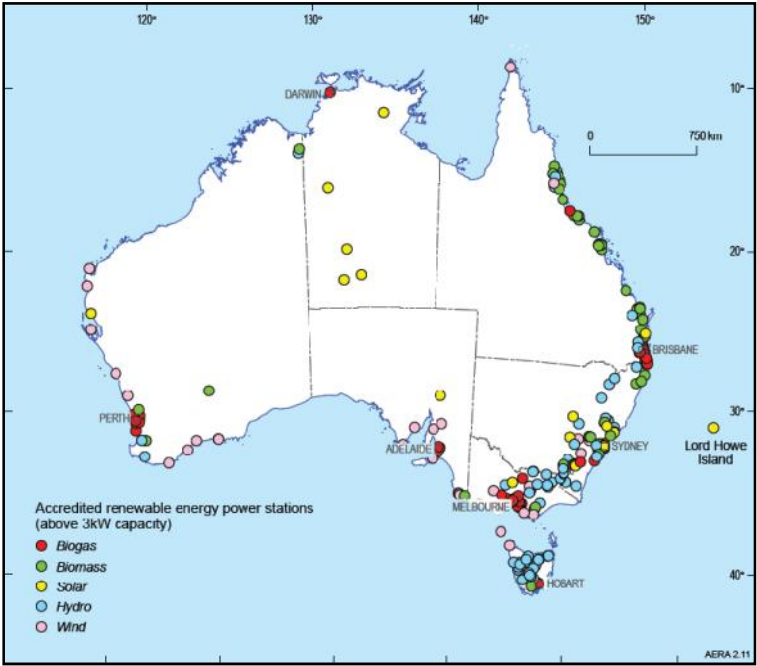 120°
130°
140°
150°
DARWIN
10°
0
750 km
20°
BRISBANE
PERTH
30°
ADELAIDE
SYDNEY
Lord Howe
Island
MELBOURNE
Accredited renewable energy power stations
(above 3kW capacity)
Biogas
Biomass
Solar
Hydro
Wind
HOBART
40°
AERA 2.11